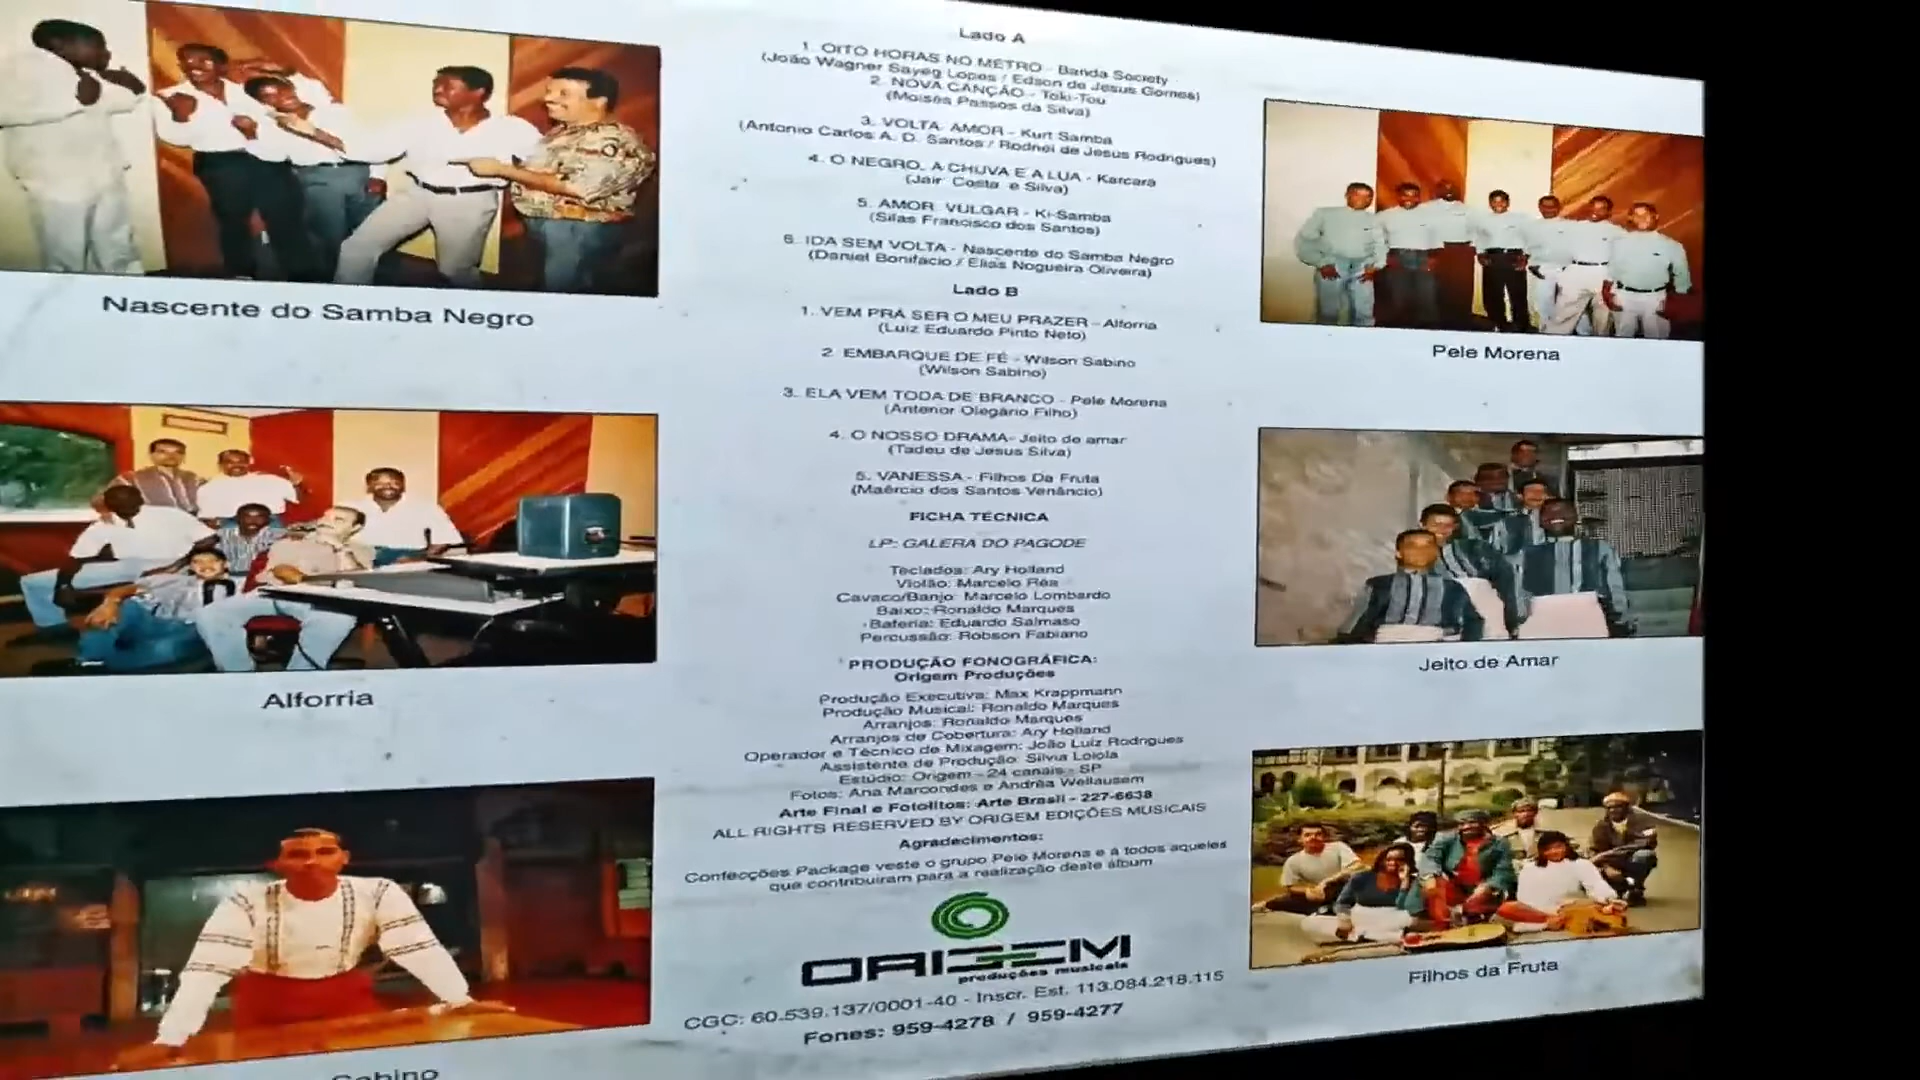 Lado A
1. OITO HORAS NO METRO - Banda Society
(João Wagner Sayeg Lopes / Edson de Jesus Gomes)
2. NOVA CANÇÃO - Toki-Tou
(Moisés Passos da Silva)
3. VOLTA AMOR - Kurt Samba
(Antonio Carlos A. D. Santos / Rodnei de Jesus Rodrigues)
4. O NEGRO, A CHUVA E A LUA - Karcara
(Jair Costa e Silva)
5. AMOR VULGAR - Ki-Samba
(Silas Francisco dos Santos)
6. IDA SEM VOLTA - Nascente do Samba Negro
(Daniel Bonifacio / Elias Nogueira Oliveira)
Lado B
1. VEM PRÁ SER O MEU PRAZER - Alforria
(Luiz Eduardo Pinto Neto)
2. EMBARQUE DE FÉ - Wilson Sabino
(Wilson Sabino)
3. ELA VEM TODA DE BRANCO - Pele Morena
(Antenor Olegário Filho)
4. O NOSSO DRAMA- Jeito de amar
(Tadeu de Jesus Silva)
5. VANESSA - Filhos Da Fruta
(Maércio dos Santos Venâncio)
FICHA TÉCNICA
LP: GALERA DO PAGODE
Teclados: Ary Holland
Violão: Marcelo Réa
Cavaco/Banjo: Marcelo Lombardo
Baixo: Ronaldo Marques
Bateria: Eduardo Salmaso
Percussão: Robson Fabiano
PRODUÇÃO FONOGRÁFICA:
Origem Produções
Produção Executiva: Max Krappmann
Produção Musical: Ronaldo Marques
Arranjos: Ronaldo Marques
Arranjos de Cobertura: Ary Holland
Operador e Técnico de Mixagem: João Luiz Rodrigues
Assistente de Produção: Silvia Loiola
Estúdio: Origem - 24 canais - SP
Fotos: Ana Marcondes e Andréa Wellausem
Arte Final e Fotolitos: Arte Brasil - 227-6638
ALL RIGHTS RESERVED BY ORIGEM EDIÇÕES MUSICAIS
Agradecimentos:
Confecções Package veste o grupo Pele Morena e à todos aqueles
que contribuiram para a realização deste álbum
ORIGEM
produções musicais
CGC: 60.539.137/0001-40 - Inscr. Est. 113.084.218.115
Fones: 959-4278 / 959-4277
Nascente do Samba Negro
Alforria
Sabino
Pele Morena
Jeito de Amar
Filhos da Fruta